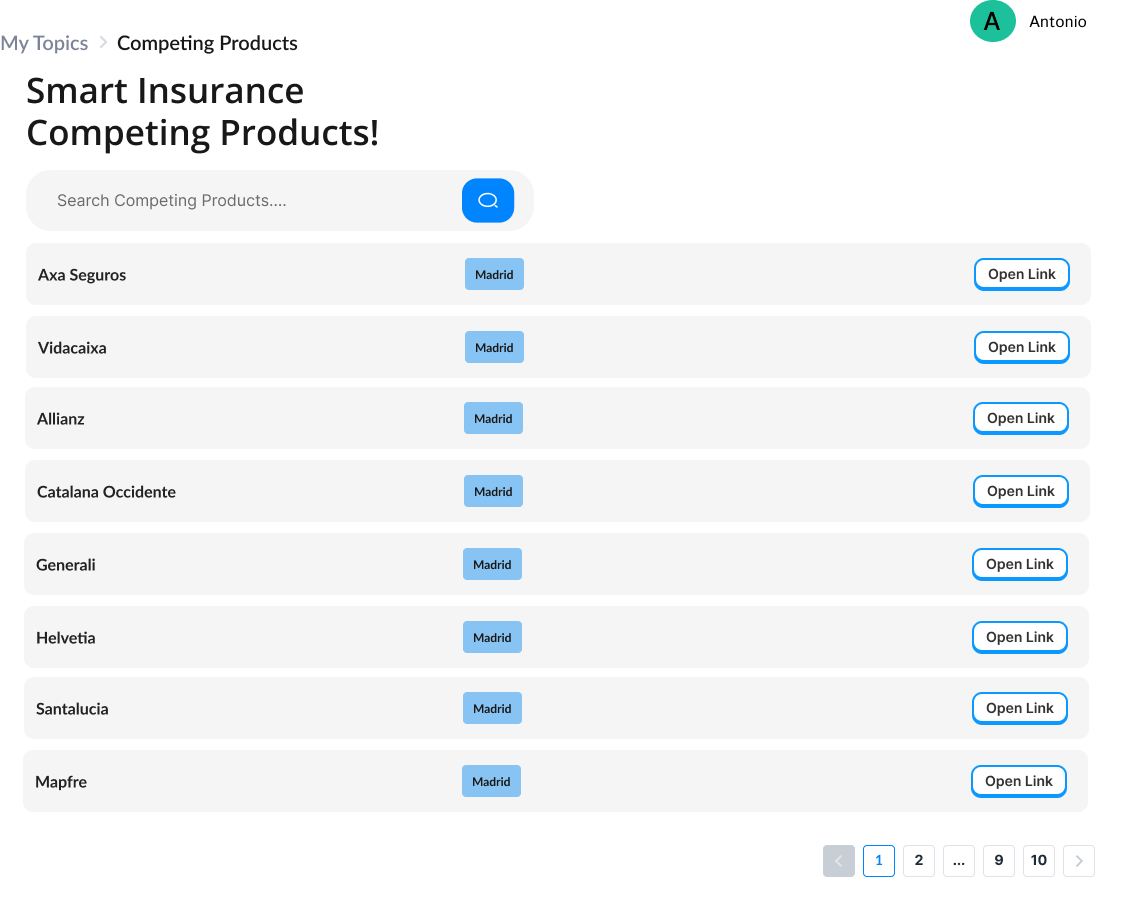 A Antonio
My Topics > Competing Products
Smart Insurance
Competing Products!
Search Competing Products....
Axa Seguros Madrid Open Link
Vidacaixa Madrid Open Link
Allianz Madrid Open Link
Catalana Occidente Madrid Open Link
Generali Madrid Open Link
Helvetia Madrid Open Link
Santalucia Madrid Open Link
Mapfre Madrid Open Link
< 1 2 ... 9 10 >